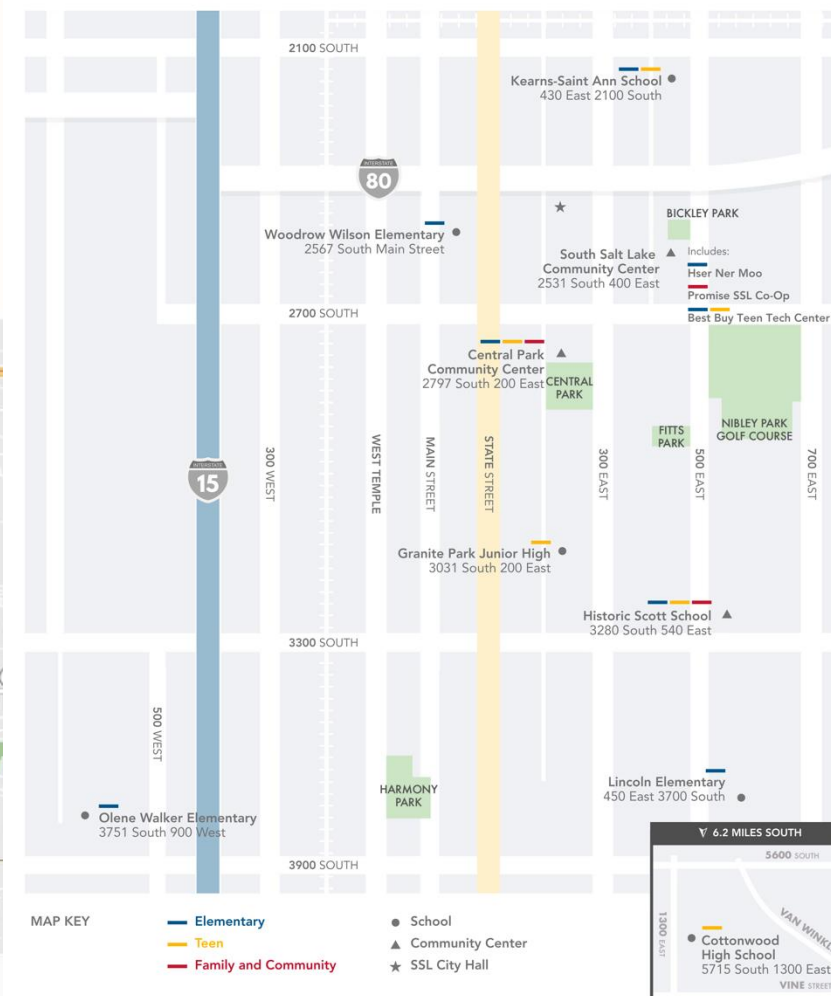 2100 SOUTH
Kearns-Saint Ann School
430 East 2100 South
INTERSTATE
80
BICKLEY PARK
Woodrow Wilson Elementary
2567 South Main Street
South Salt Lake
Community Center
2531 South 400 East
Includes:
Hser Ner Moo
Promise SSL Co-Op
Best Buy Teen Tech Center
2700 SOUTH
Central Park
Community Center
2797 South 200 East
CENTRAL
PARK
FITTS
PARK
NIBLEY PARK
GOLF COURSE
INTERSTATE
15
300 WEST
WEST TEMPLE
MAIN STREET
STATE STREET
300 EAST
500 EAST
700 EAST
Granite Park Junior High
3031 South 200 East
Historic Scott School
3280 South 540 East
3300 SOUTH
500 WEST
HARMONY
PARK
Lincoln Elementary
450 East 3700 South
Olene Walker Elementary
3751 South 900 West
3900 SOUTH
6.2 MILES SOUTH
5600 SOUTH
1300 EAST
VAN WINKL
Cottonwood
High School
5715 South 1300 East
VINE STREET
MAP KEY
Elementary
Teen
Family and Community
School
Community Center
SSL City Hall